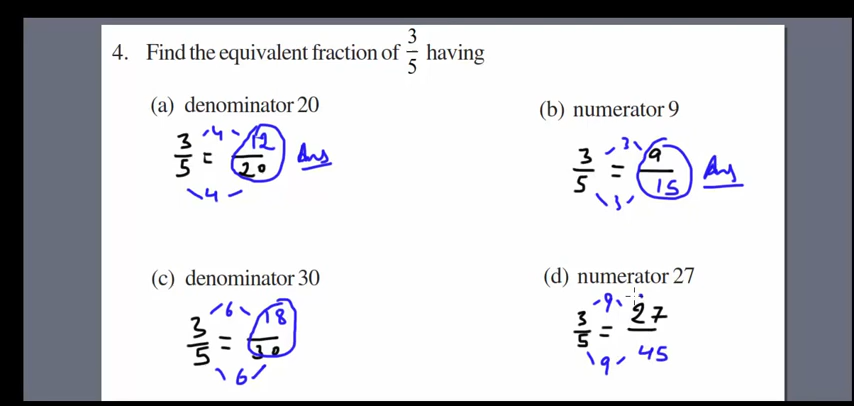 4. Find the equivalent fraction of 3/5 having
(a) denominator 20
3/5 = 12/20 Ans
4
4
(b) numerator 9
3/5 = 9/15 Ans
3
3
(c) denominator 30
3/5 = 18/30
6
6
(d) numerator 27
3/5 = 27/45
9
9